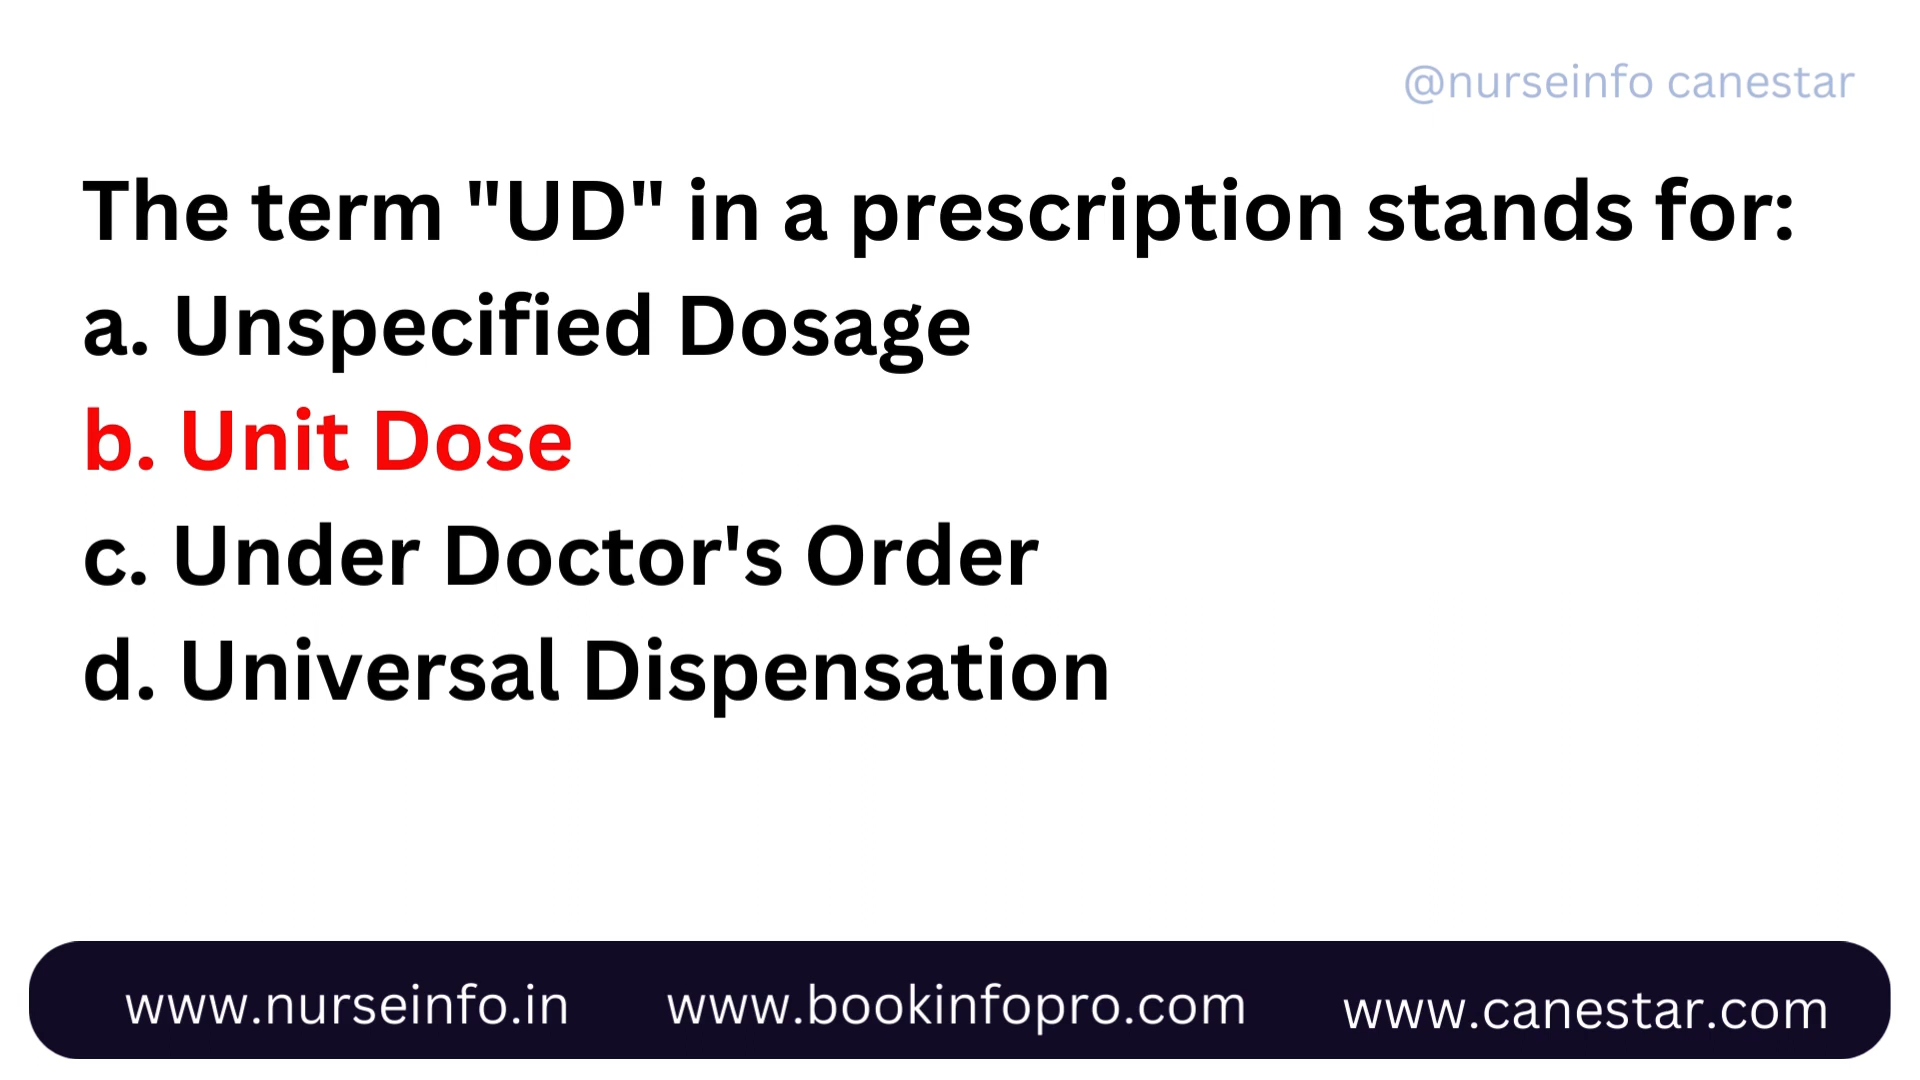 @nurseinfo canestar
The term "UD" in a prescription stands for:
a. Unspecified Dosage
b. Unit Dose
c. Under Doctor's Order
d. Universal Dispensation
www.nurseinfo.in www.bookinfopro.com www.canestar.com